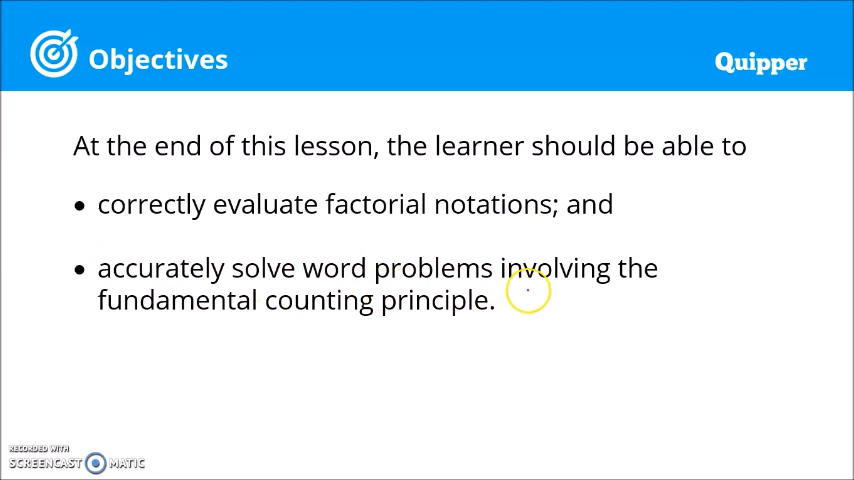 Objectives
Quipper
At the end of this lesson, the learner should be able to
• correctly evaluate factorial notations; and
• accurately solve word problems involving the
fundamental counting principle.
RECORDED WITH
SCREENCAST MATIC